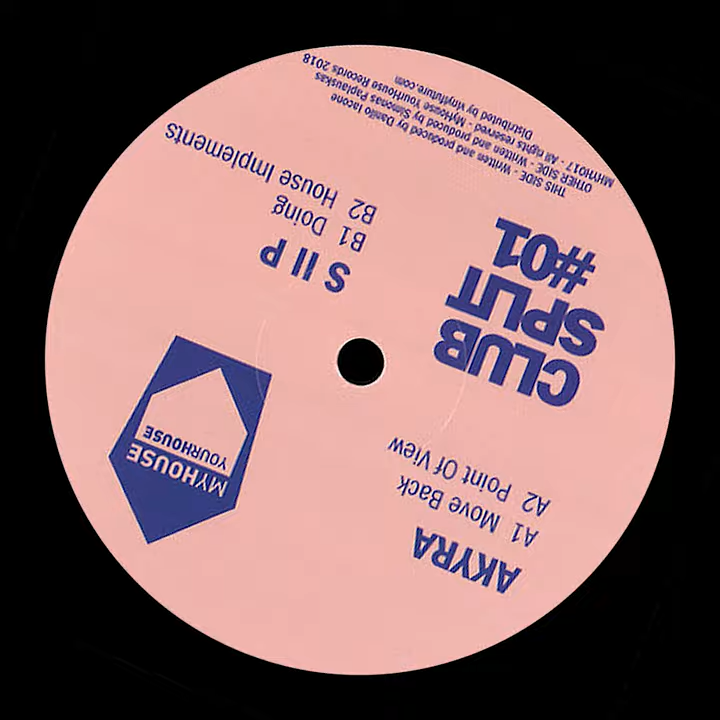 AKYRA
A1 Move Back
A2 Point Of View
MYHOUSE
YOURHOUSE
CLUB
SPLIT
#01
S II P
B1 Doing
B2 House Implements
THIS SIDE - Written and produced by Danilo Iacone
OTHER SIDE - Written and produced by Simonas Paplauskas
MHYH017 - All rights reserved - MyHouse YourHouse Records 2018
Distributed by vinylfuture.com